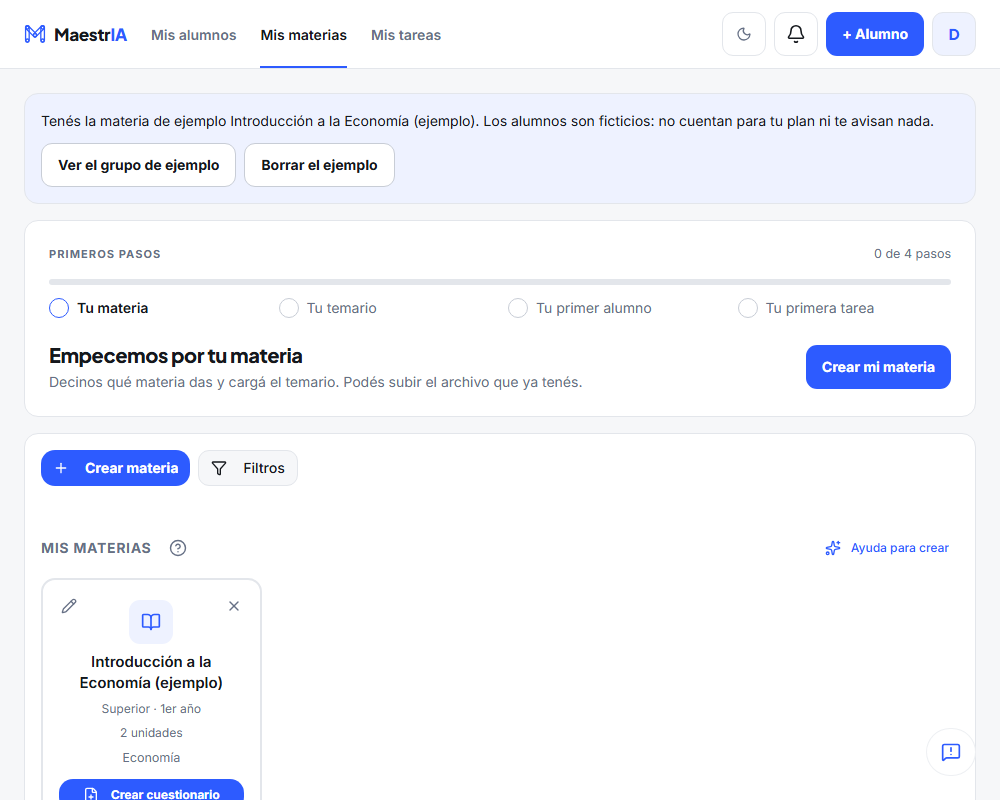 MaestrIA
Mis alumnos
Mis materias
Mis tareas
+ Alumno
D
Tenés la materia de ejemplo Introducción a la Economía (ejemplo). Los alumnos son ficticios: no cuentan para tu plan ni te avisan nada.
Ver el grupo de ejemplo
Borrar el ejemplo
PRIMEROS PASOS
0 de 4 pasos
Tu materia
Tu temario
Tu primer alumno
Tu primera tarea
Empecemos por tu materia
Decinos qué materia das y cargá el temario. Podés subir el archivo que ya tenés.
Crear mi materia
Crear materia
Filtros
MIS MATERIAS
Ayuda para crear
Introducción a la
Economía (ejemplo)
Superior · 1er año
2 unidades
Economía
Crear cuestionario